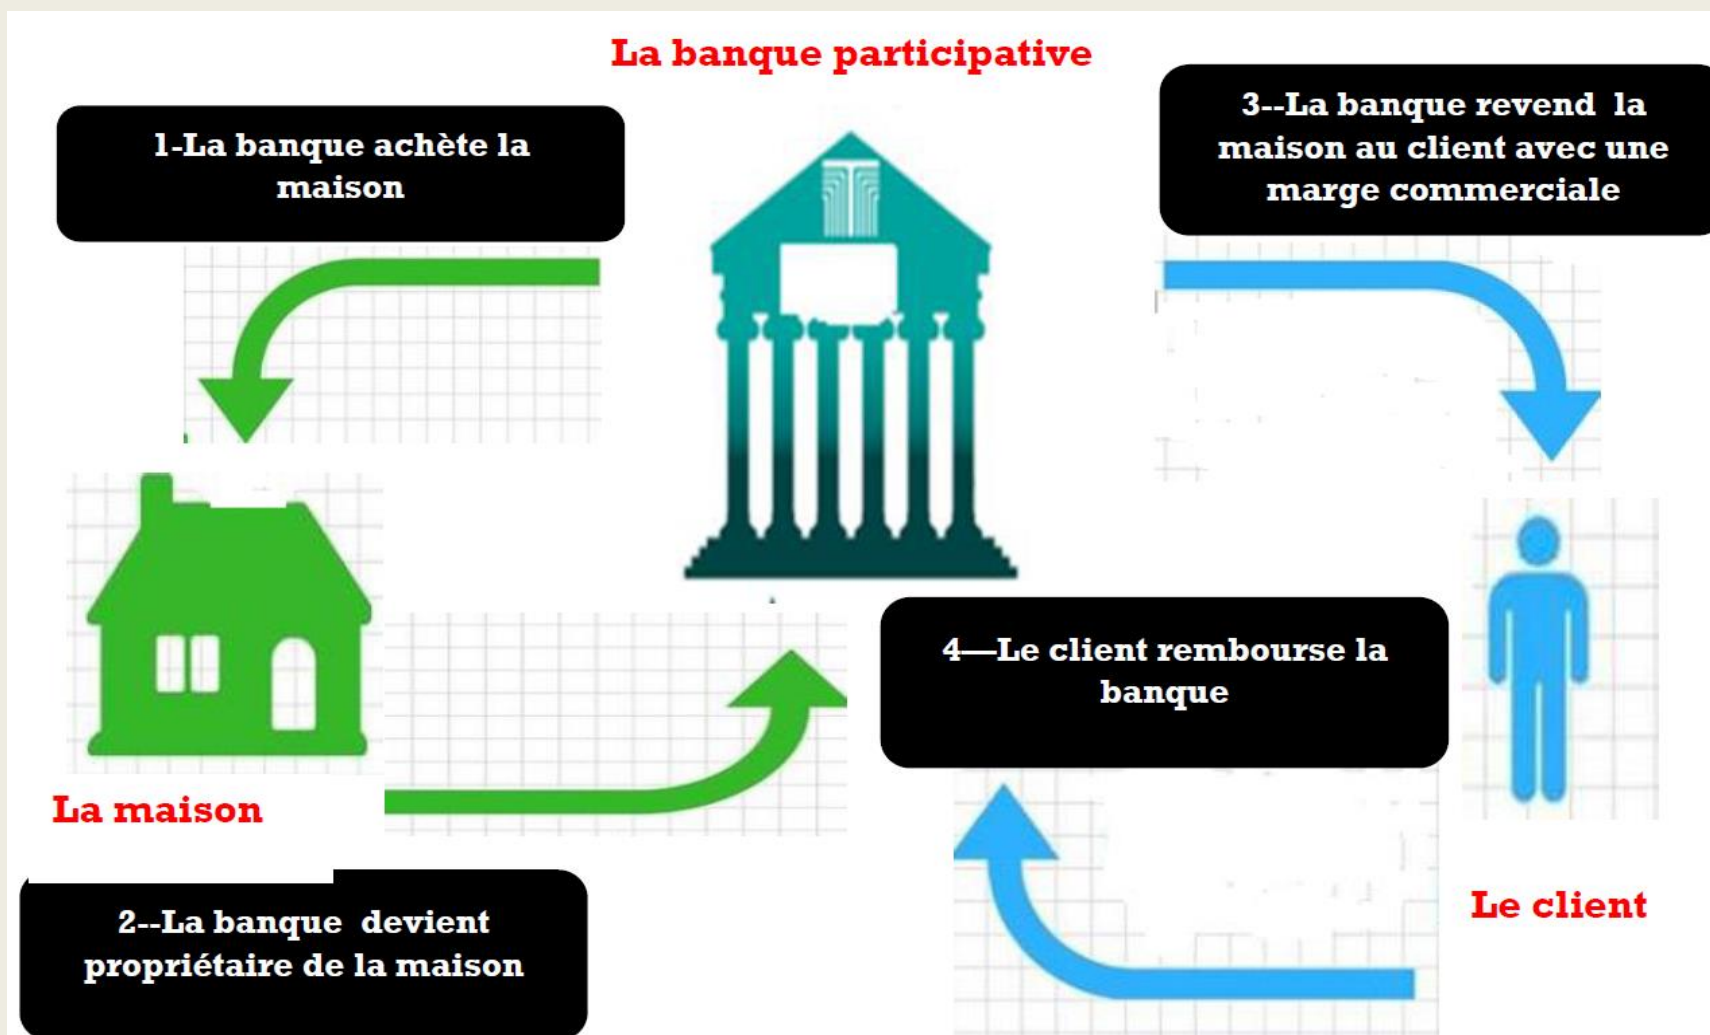 La banque participative
1-La banque achète la
maison
3--La banque revend la
maison au client avec une
marge commerciale
4—Le client rembourse la
banque
La maison
Le client
2--La banque devient
propriétaire de la maison